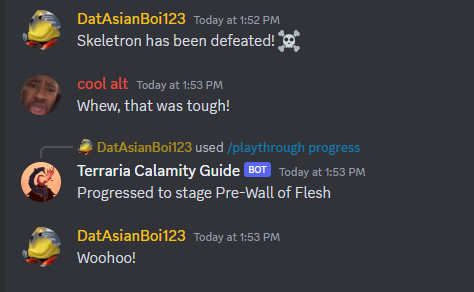 DatAsianBoi123 Today at 1:52 PM
Skeletron has been defeated! ☠️
cool alt Today at 1:53 PM
Whew, that was tough!
DatAsianBoi123 used /playthrough progress
Terraria Calamity Guide BOT Today at 1:53 PM
Progressed to stage Pre-Wall of Flesh
DatAsianBoi123 Today at 1:53 PM
Woohoo!